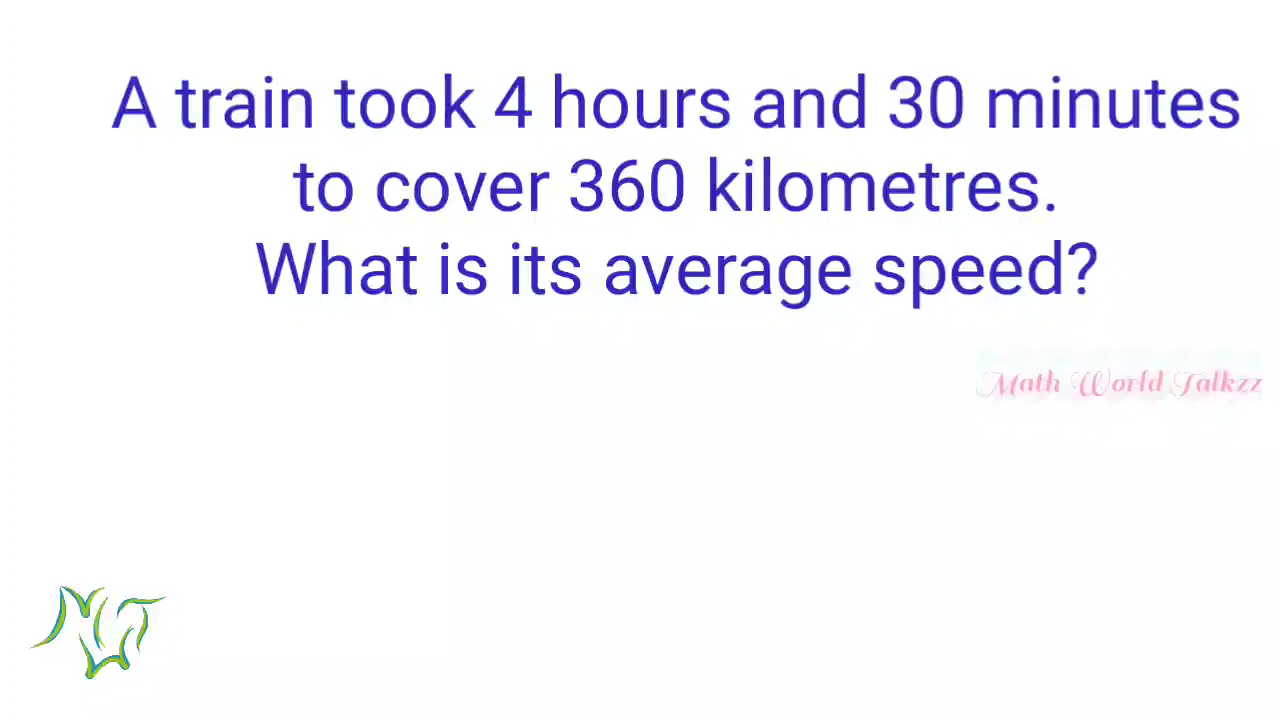 A train took 4 hours and 30 minutes
to cover 360 kilometres.
What is its average speed?
Math World Talkzz
MWT